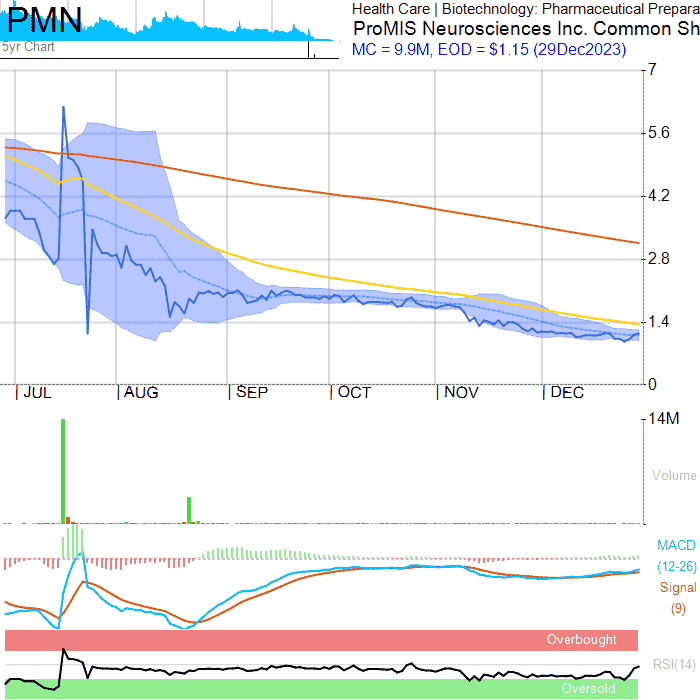 PMN
5yr Chart
Health Care | Biotechnology: Pharmaceutical Prepara
ProMIS Neurosciences Inc. Common Sh
MC = 9.9M, EOD = $1.15 (29Dec2023)
7
5.6
4.2
2.8
1.4
0
JUL AUG SEP OCT NOV DEC
14M
Volume
MACD
(12-26)
Signal
(9)
Overbought
RSI(14)
Oversold